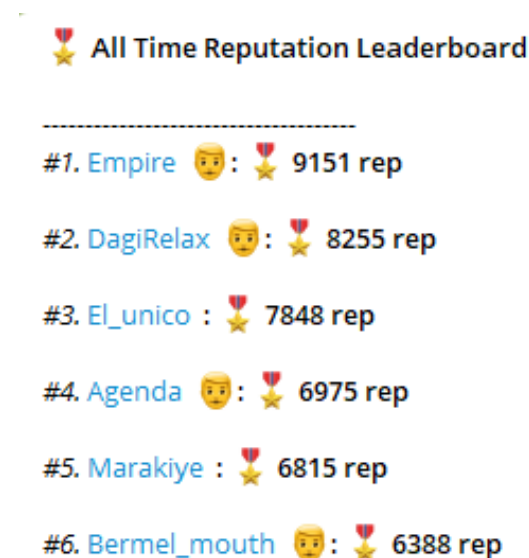 🎖 All Time Reputation Leaderboard
-------------------------------------
#1. Empire 👨: 🎖 9151 rep
#2. DagiRelax 👨: 🎖 8255 rep
#3. El_unico : 🎖 7848 rep
#4. Agenda 👨: 🎖 6975 rep
#5. Marakiye : 🎖 6815 rep
#6. Bermel_mouth 👨: 🎖 6388 rep